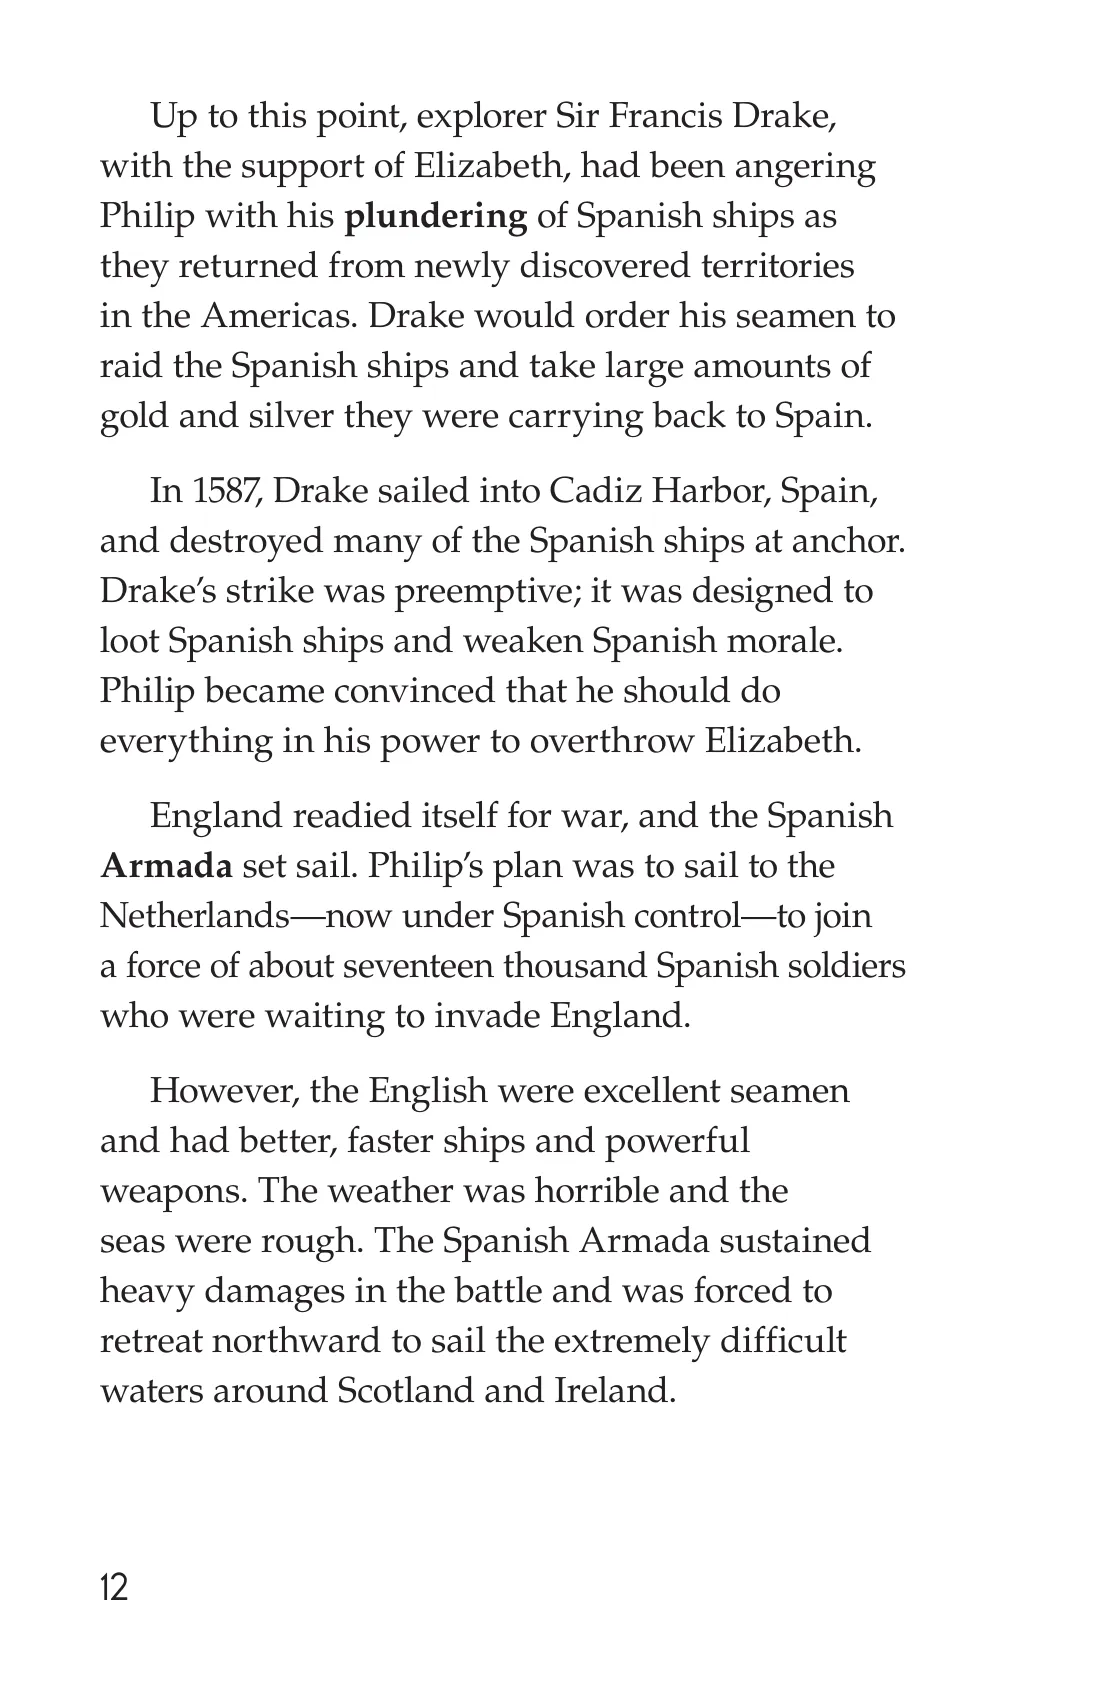 Up to this point, explorer Sir Francis Drake,
with the support of Elizabeth, had been angering
Philip with his plundering of Spanish ships as
they returned from newly discovered territories
in the Americas. Drake would order his seamen to
raid the Spanish ships and take large amounts of
gold and silver they were carrying back to Spain.
In 1587, Drake sailed into Cadiz Harbor, Spain,
and destroyed many of the Spanish ships at anchor.
Drake’s strike was preemptive; it was designed to
loot Spanish ships and weaken Spanish morale.
Philip became convinced that he should do
everything in his power to overthrow Elizabeth.
England readied itself for war, and the Spanish
Armada set sail. Philip’s plan was to sail to the
Netherlands—now under Spanish control—to join
a force of about seventeen thousand Spanish soldiers
who were waiting to invade England.
However, the English were excellent seamen
and had better, faster ships and powerful
weapons. The weather was horrible and the
seas were rough. The Spanish Armada sustained
heavy damages in the battle and was forced to
retreat northward to sail the extremely difficult
waters around Scotland and Ireland.
12